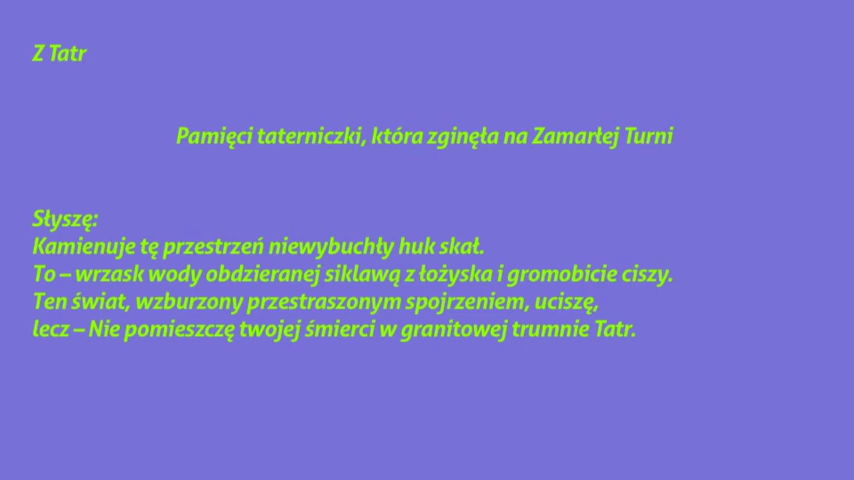 Z Tatr
Pamięci taterniczki, która zginęła na Zamarłej Turni
Słyszę:
Kamienuje tę przestrzeń niewybuchły huk skał.
To – wrzask wody obdzieranej siklawą z łożyska i gromobicie ciszy.
Ten świat, wzburzony przestraszonym spojrzeniem, uciszę,
lecz – Nie pomieszczę twojej śmierci w granitowej trumnie Tatr.